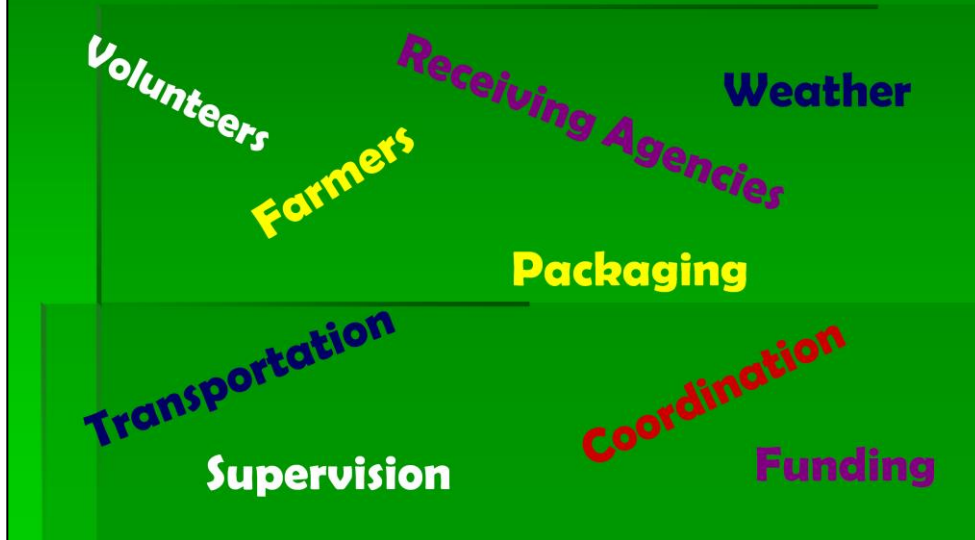 Volunteers
Receiving Agencies
Weather
Farmers
Packaging
Transportation
Coordination
Supervision
Funding